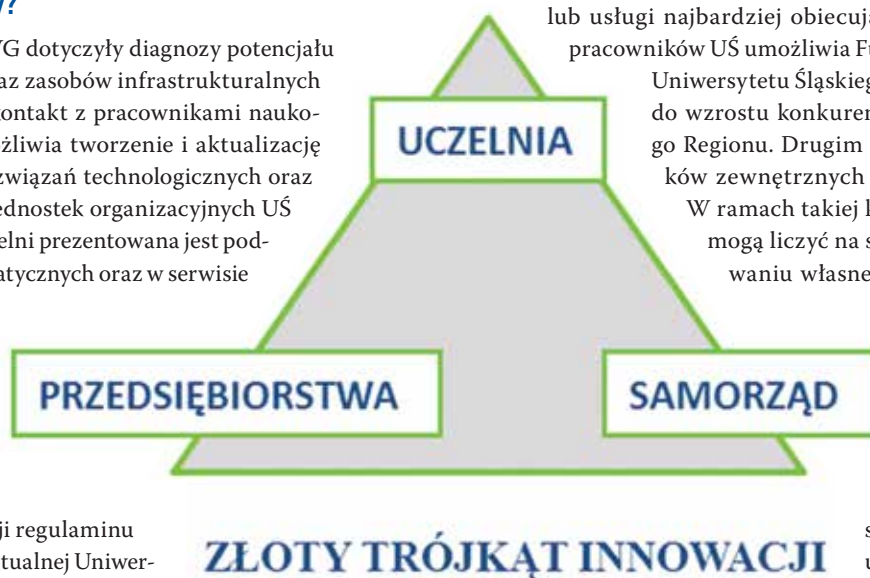 ?
G dotyczyły diagnozy potencjału
az zasobów infrastrukturalnych
kontakt z pracownikami nauko-
żliwia tworzenie i aktualizację
związań technologicznych oraz
ednostek organizacyjnych UŚ
elni prezentowana jest pod-
atycznych oraz w serwisie
lub usługi najbardziej obiecują
pracowników UŚ umożliwia Fu
Uniwersytetu Śląskieg
do wzrostu konkuren
go Regionu. Drugim
ków zewnętrznych
W ramach takiej k
mogą liczyć na s
waniu własne
UCZELNIA
PRZEDSIĘBIORSTWA
SAMORZĄD
ji regulaminu
tualnej Uniwer-
ZŁOTY TRÓJKĄT INNOWACJI
s
u